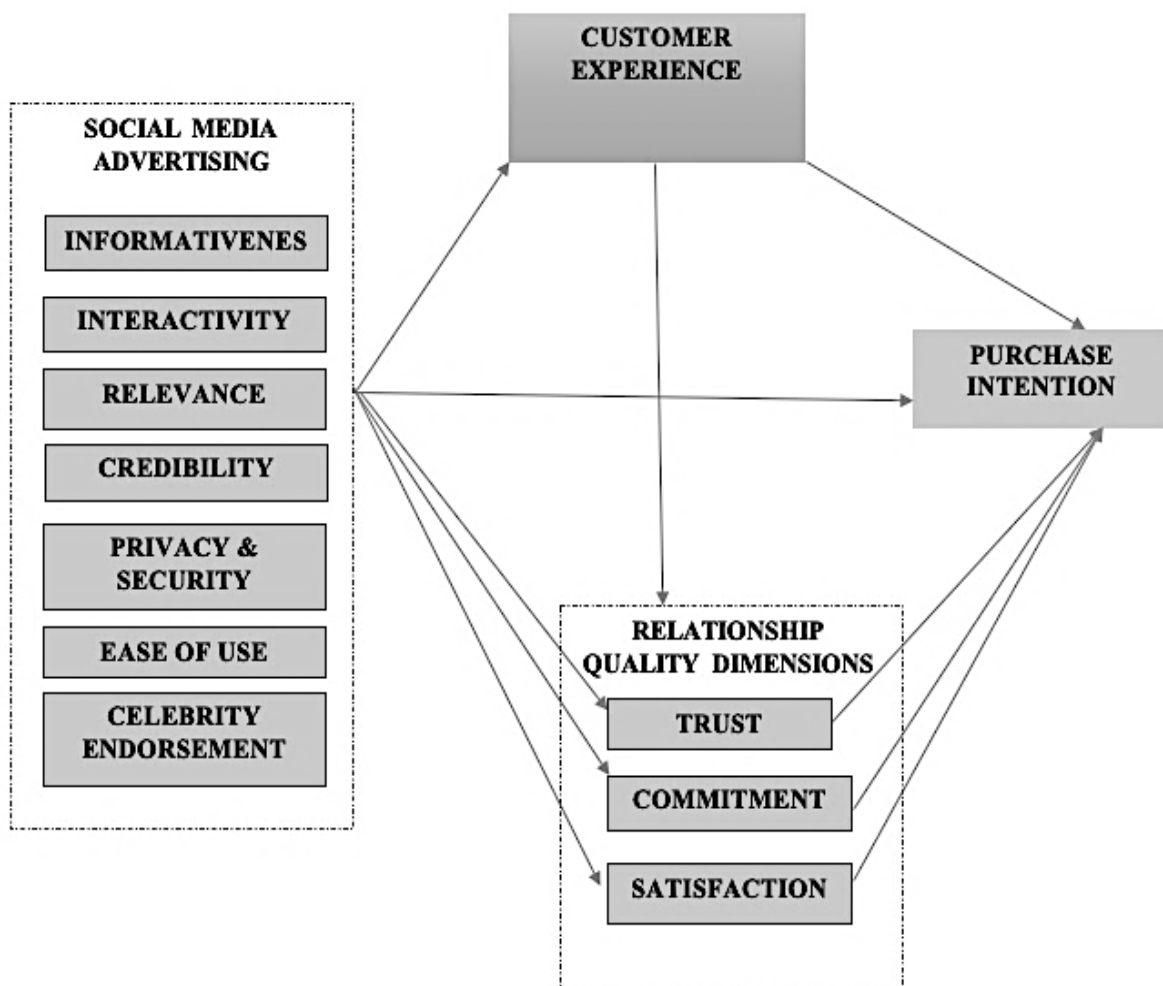 CUSTOMER
EXPERIENCE
SOCIAL MEDIA
ADVERTISING
INFORMATIVENES
INTERACTIVITY
RELEVANCE
CREDIBILITY
PRIVACY &
SECURITY
EASE OF USE
CELEBRITY
ENDORSEMENT
PURCHASE
INTENTION
RELATIONSHIP
QUALITY DIMENSIONS
TRUST
COMMITMENT
SATISFACTION